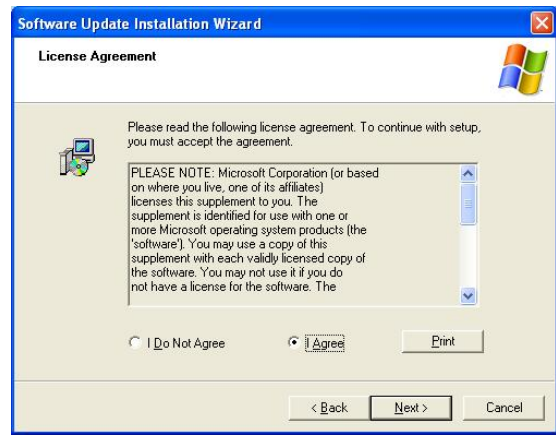 Software Update Installation Wizard
License Agreement
Please read the following license agreement. To continue with setup,
you must accept the agreement.
PLEASE NOTE: Microsoft Corporation (or based
on where you live, one of its affiliates)
licenses this supplement to you. The
supplement is identified for use with one or
more Microsoft operating system products (the
'software'). You may use a copy of this
supplement with each validly licensed copy of
the software. You may not use it if you do
not have a license for the software. The
I Do Not Agree
I Agree
Print
< Back
Next >
Cancel